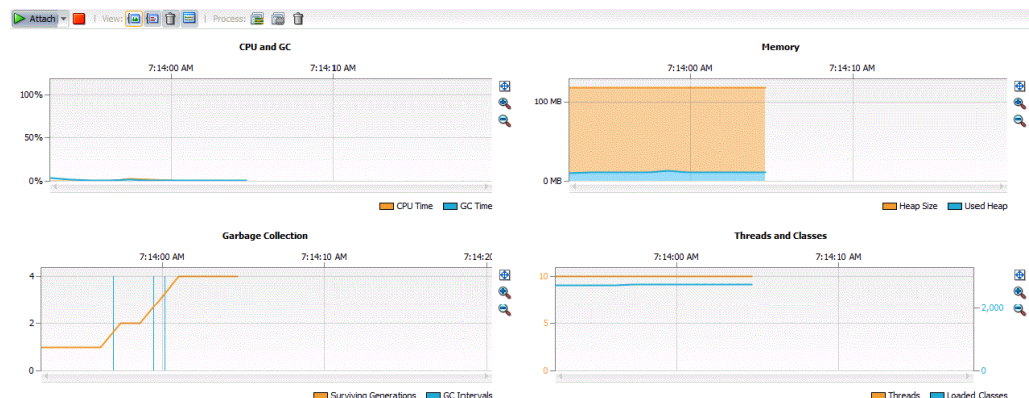 Attach View: Process:
CPU and GC
7:14:00 AM 7:14:10 AM
100%
50%
0%
CPU Time GC Time
Memory
7:14:00 AM 7:14:10 AM
100 MB
0 MB
Heap Size Used Heap
Garbage Collection
7:14:00 AM 7:14:10 AM 7:14:2
4
2
0
Surviving Generations GC Intervals
Threads and Classes
7:14:00 AM 7:14:10 AM
10
5
0
2,000
0
Threads Loaded Classes